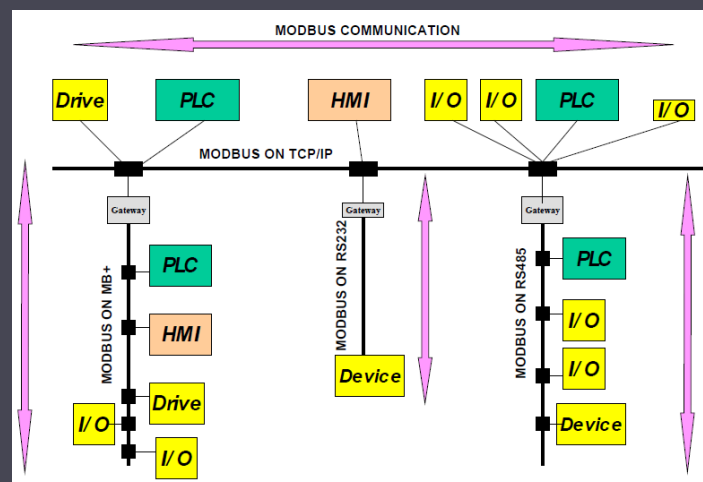 MODBUS COMMUNICATION
Drive
PLC
HMI
I/O
I/O
PLC
I/O
MODBUS ON TCP/IP
Gateway
Gateway
Gateway
MODBUS ON MB+
PLC
HMI
Drive
I/O
I/O
MODBUS ON RS232
Device
MODBUS ON RS485
PLC
I/O
I/O
Device